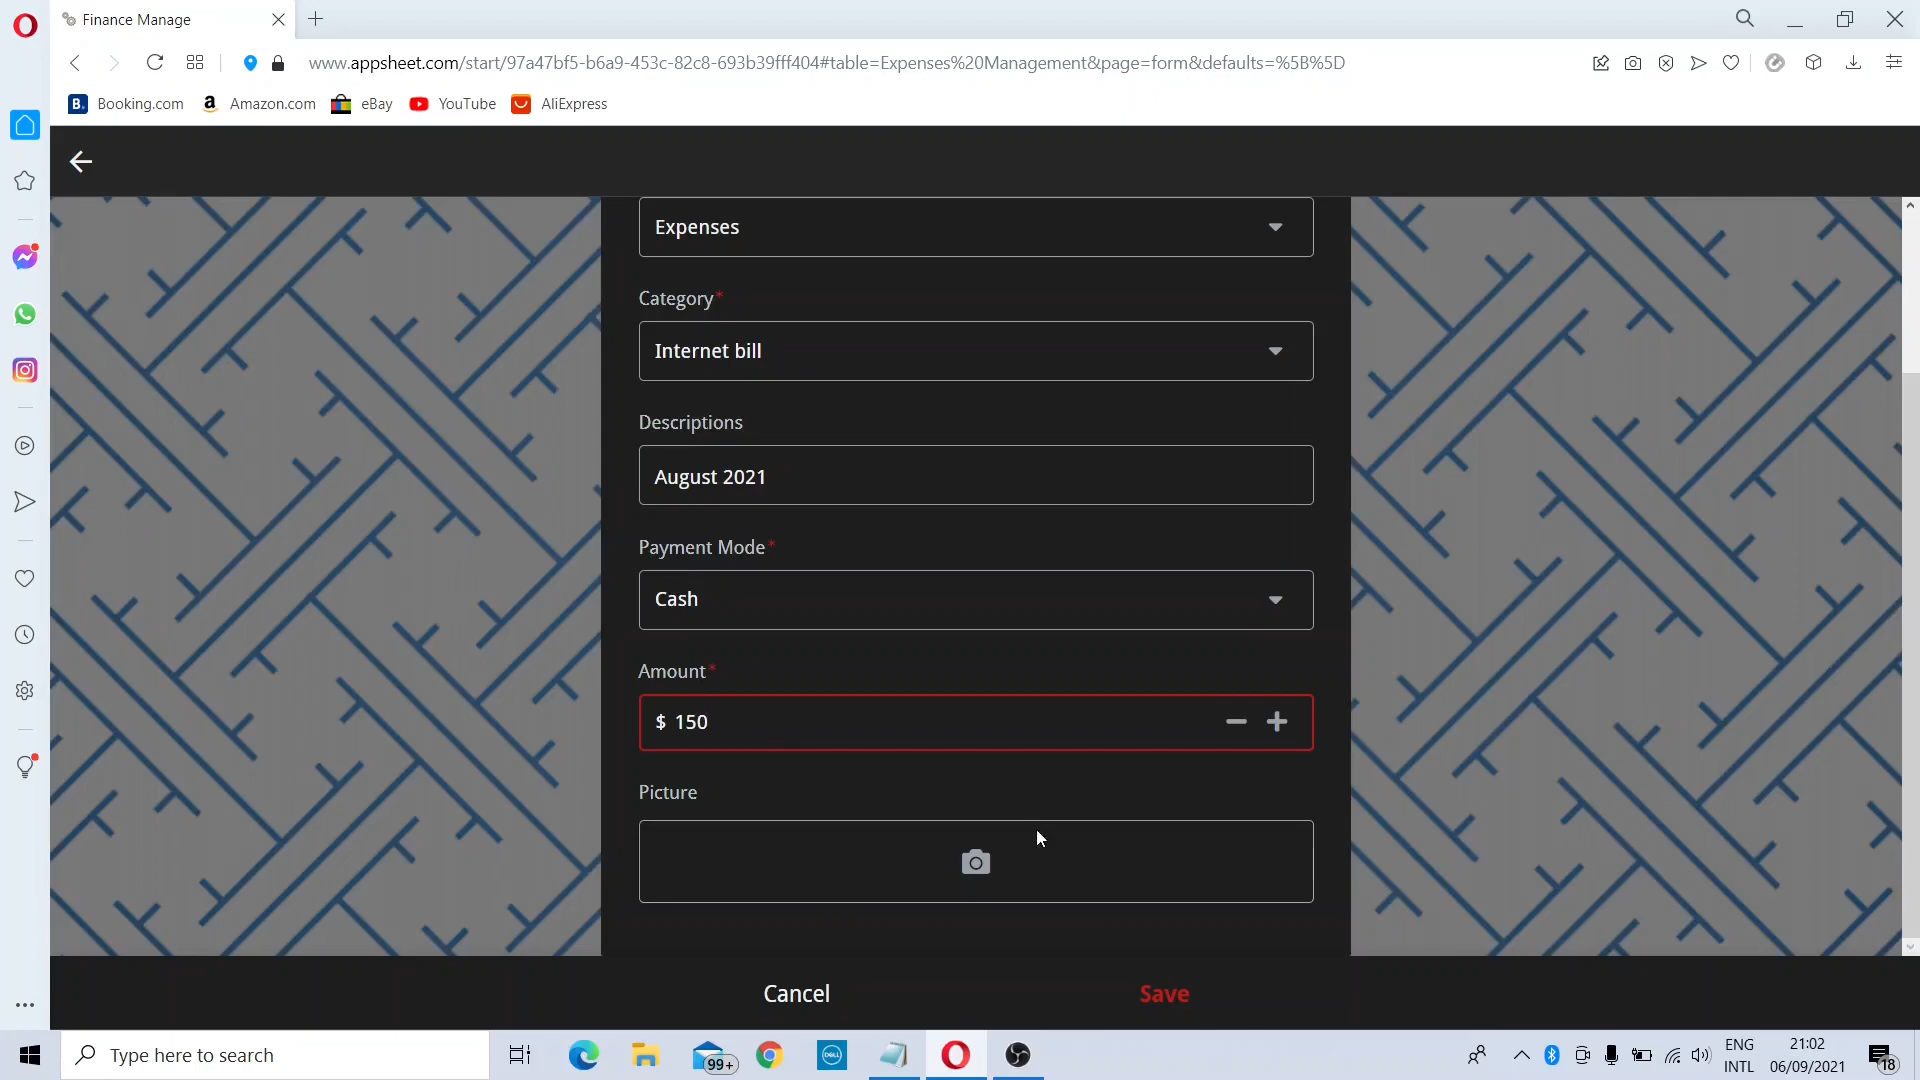 Finance Manage
www.appsheet.com/start/97a47bf5-b6a9-453c-82c8-693b39fff404#table=Expenses%20Management&page=form&defaults=%5B%5D
B. Booking.com a Amazon.com eBay YouTube AliExpress
Expenses
Category*
Internet bill
Descriptions
August 2021
Payment Mode*
Cash
Amount*
$ 150
Picture
Cancel Save
Type here to search
99+
DELL
ENG
INTL
21:02
06/09/2021
18